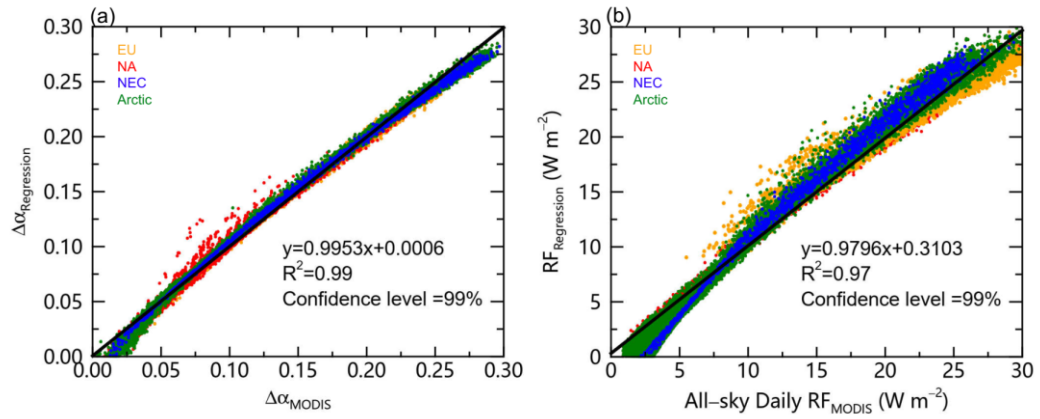 (a)
0.30
0.25
0.20
0.15
0.10
0.05
0.00
EU
NA
NEC
Arctic
y=0.9953x+0.0006
R²=0.99
Confidence level =99%
0.00 0.05 0.10 0.15 0.20 0.25 0.30
Δα_MODIS
Δα_Regression
(b)
30
25
20
15
10
5
0
EU
NA
NEC
Arctic
y=0.9796x+0.3103
R²=0.97
Confidence level =99%
0 5 10 15 20 25 30
All–sky Daily RF_MODIS (W m⁻²)
RF_Regression (W m⁻²)